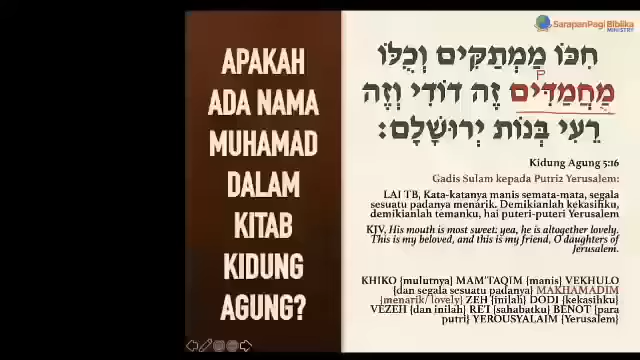 SarapanPagi Biblika
MINISTRY
APAKAH
ADA NAMA
MUHAMAD
DALAM
KITAB
KIDUNG
AGUNG?
חִכּוֹ מַמְתַקִּים וְכֻלּוֹ
P
מַחֲמַדִּים זֶה דוֹדִי וְזֶה
רֵעִי בְּנוֹת יְרוּשָׁלִָם׃
Kidung Agung 5:16
Gadis Sulam kepada Putri2 Yerusalem:
LAI TB, Kata-katanya manis semata-mata, segala
sesuatu padanya menarik. Demikianlah kekasihku,
demikianlah temanku, hai puteri-puteri Yerusalem
KJV, His mouth is most sweet: yea, he is altogether lovely.
This is my beloved, and this is my friend, O daughters of
Jerusalem.
KHIKO {mulutnya} MAM'TAQIM {manis} VEKHULO
{dan segala sesuatu padanya} MAKHAMADIM
{menarik/lovely} ZEH {inilah} DODI {kekasihku}
VEZEH {dan inilah} RE'I {sahabatku} BENOT {para
putri} YEROUSYALAIM {Yerusalem}